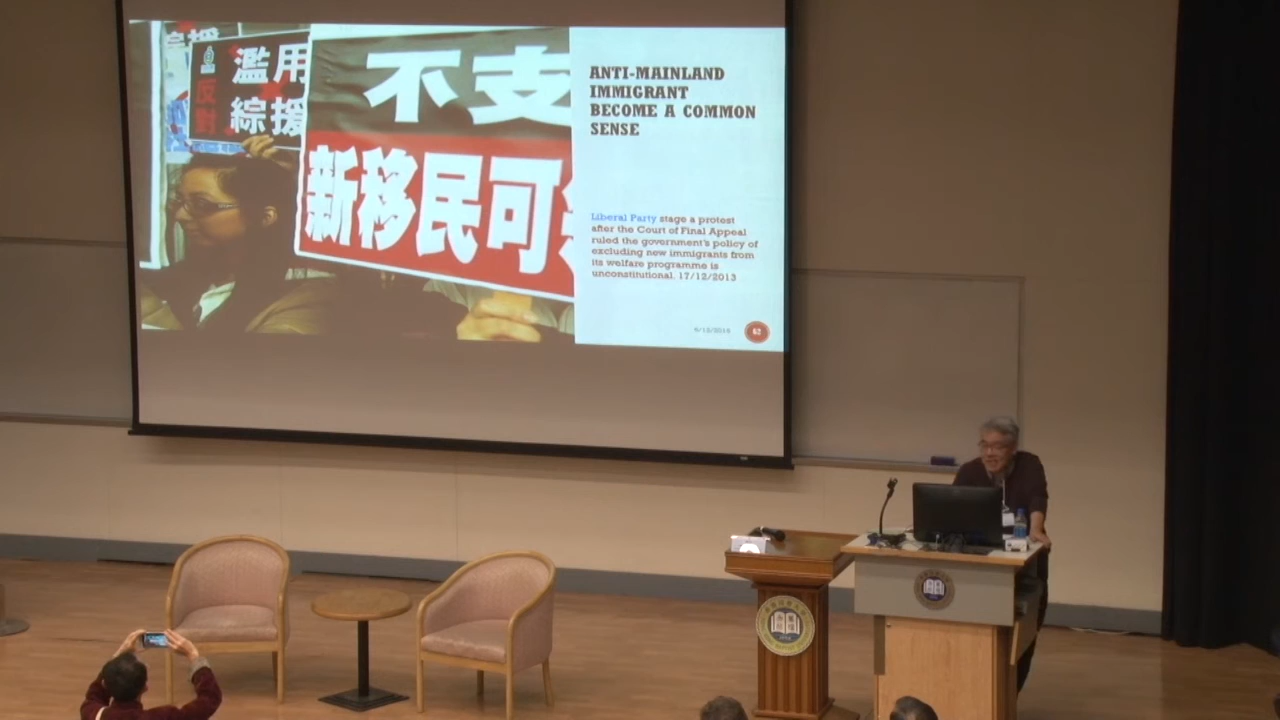 濫用
反對
綜援
不支
新移民可
ANTI-MAINLAND
IMMIGRANT
BECOME A COMMON
SENSE
Liberal Party stage a protest
after the Court of Final Appeal
ruled the government's policy of
excluding new immigrants from
its welfare programme is
unconstitutional. 17/12/2013
62